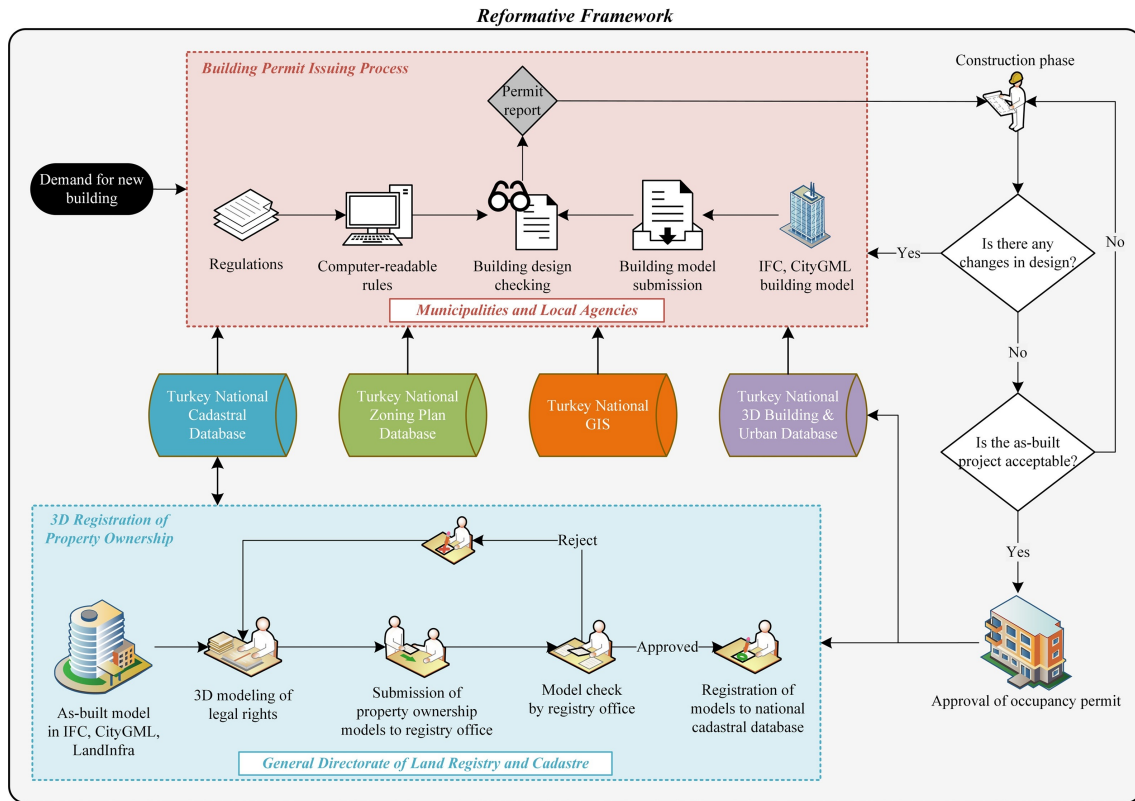 Reformative Framework
Building Permit Issuing Process
Permit
report
Construction phase
Demand for new
building
Regulations
Computer-readable
rules
Building design
checking
Building model
submission
IFC, CityGML
building model
Municipalities and Local Agencies
Yes
Is there any
changes in design?
No
No
Turkey National
Cadastral
Database
Turkey National
Zoning Plan
Database
Turkey National
GIS
Turkey National
3D Building &
Urban Database
Is the as-built
project acceptable?
Yes
3D Registration of
Property Ownership
Reject
Approved
As-built model
in IFC, CityGML,
LandInfra
3D modeling of
legal rights
Submission of
property ownership
models to registry office
Model check
by registry office
Registration of
models to national
cadastral database
Approval of occupancy permit
General Directorate of Land Registry and Cadastre